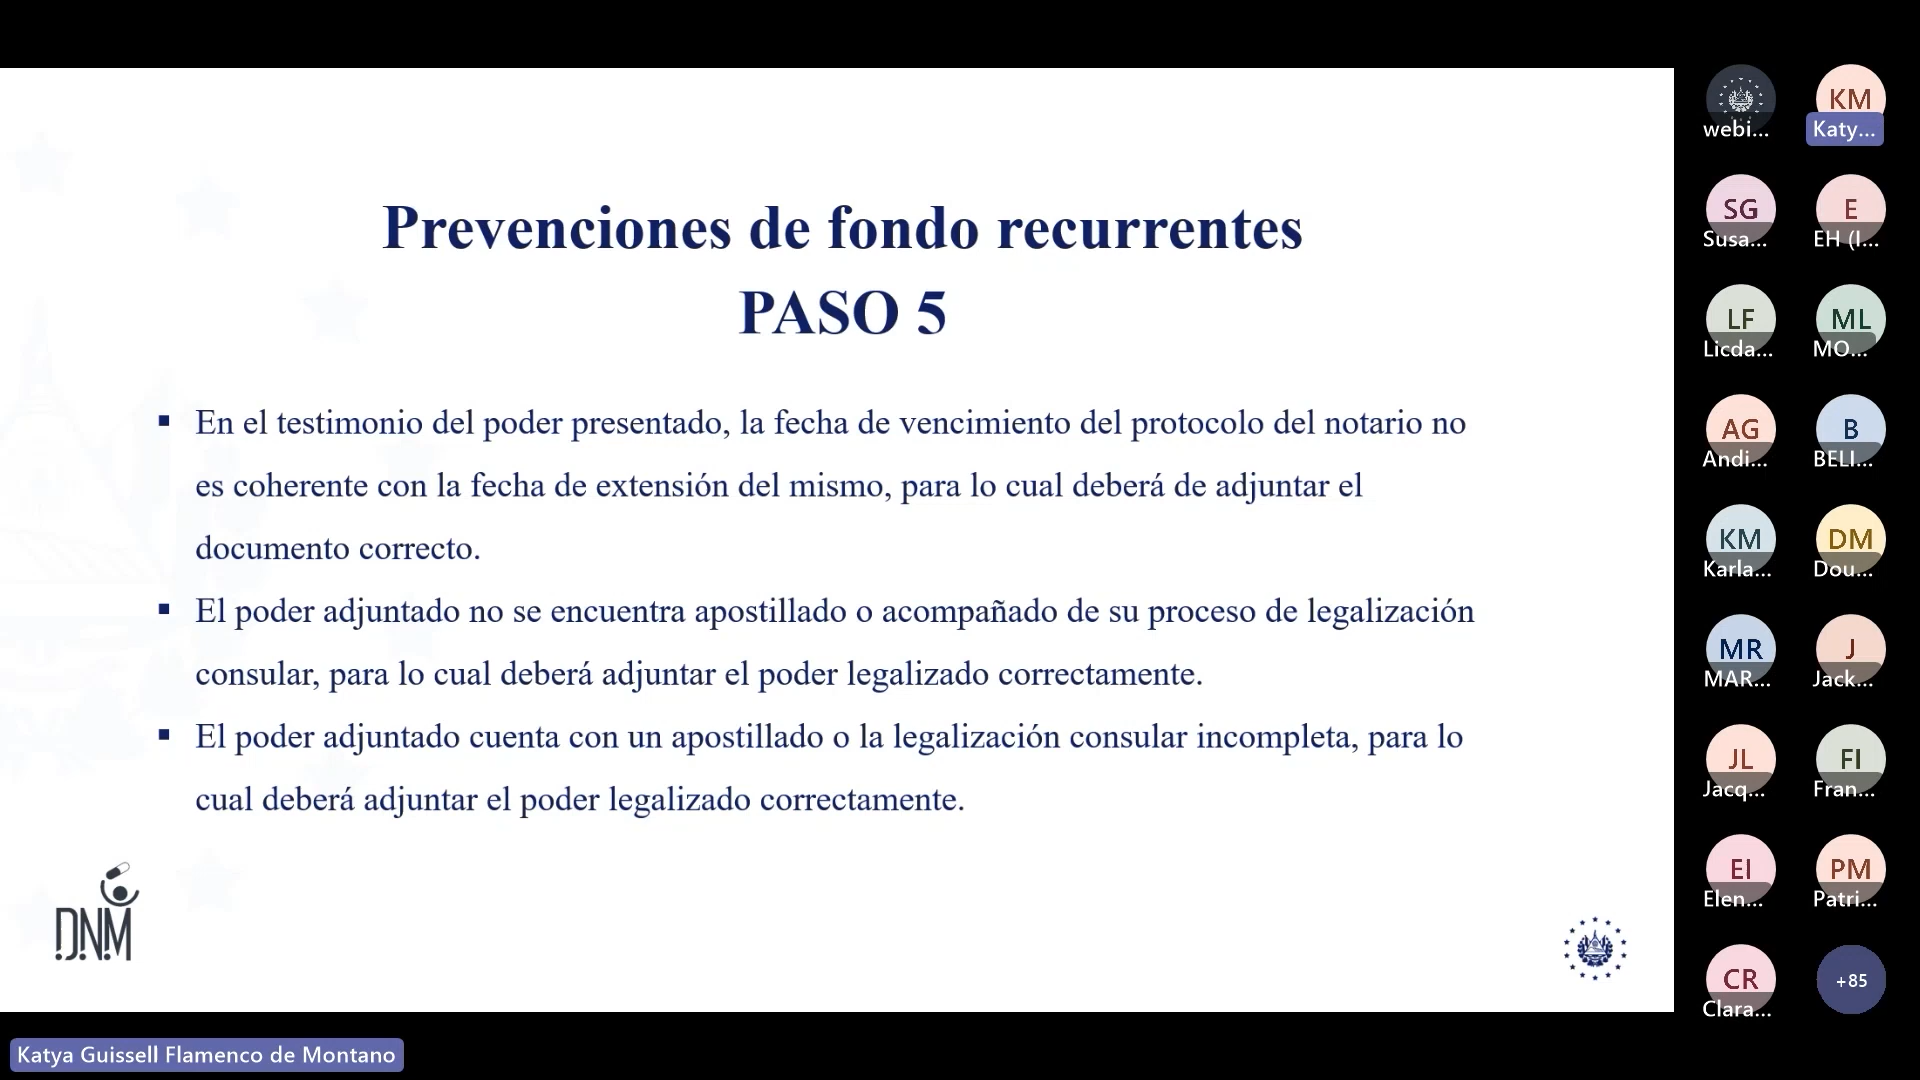 Prevenciones de fondo recurrentes
PASO 5
▪ En el testimonio del poder presentado, la fecha de vencimiento del protocolo del notario no
es coherente con la fecha de extensión del mismo, para lo cual deberá de adjuntar el
documento correcto.
▪ El poder adjuntado no se encuentra apostillado o acompañado de su proceso de legalización
consular, para lo cual deberá adjuntar el poder legalizado correctamente.
▪ El poder adjuntado cuenta con un apostillado o la legalización consular incompleta, para lo
cual deberá adjuntar el poder legalizado correctamente.
DNM
Katya Guissell Flamenco de Montano
webi...
KM
Katy...
SG
Susa...
E
EH (I...
LF
Licda...
ML
MO...
AG
Andi...
B
BELI...
KM
Karla...
DM
Dou...
MR
MAR...
J
Jack...
JL
Jacq...
FI
Fran...
EI
Elen...
PM
Patri...
CR
Clara...
+85